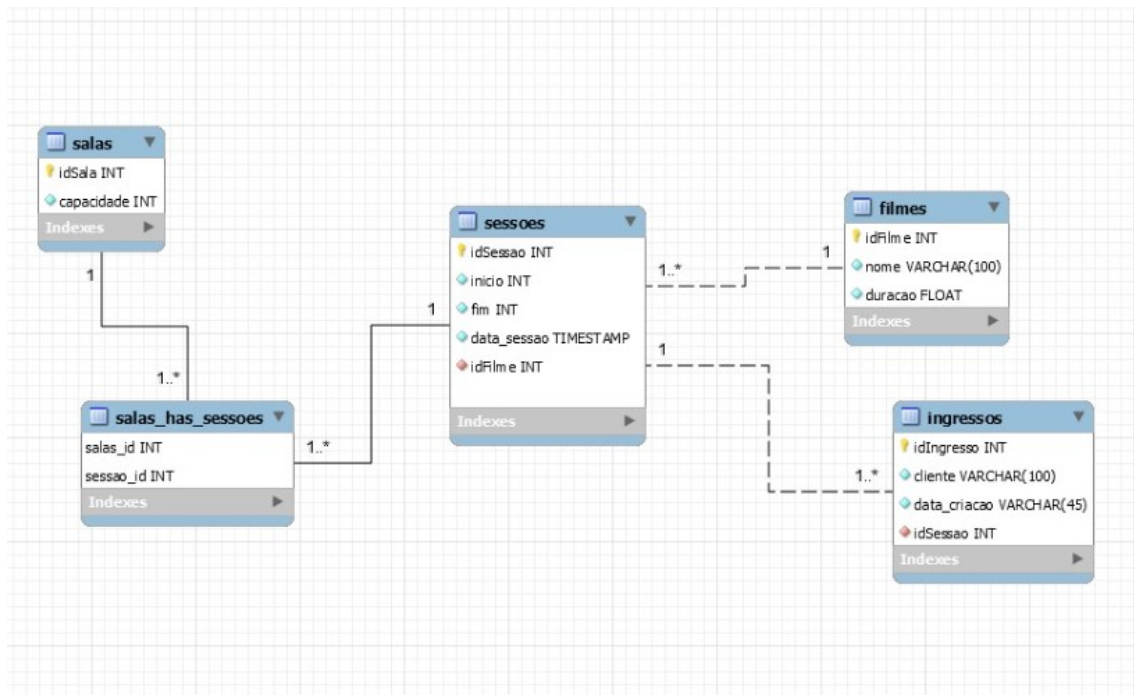 salas
idSala INT
capacidade INT
Indexes
1
1..*
salas_has_sessoes
salas_id INT
sessao_id INT
Indexes
1..*
1
sessoes
idSessao INT
inicio INT
fim INT
data_sessao TIMESTAMP
idFilme INT
Indexes
1..*
1
filmes
idFilme INT
nome VARCHAR(100)
duracao FLOAT
Indexes
1
1..*
ingressos
idIngresso INT
cliente VARCHAR(100)
data_criacao VARCHAR(45)
idSessao INT
Indexes